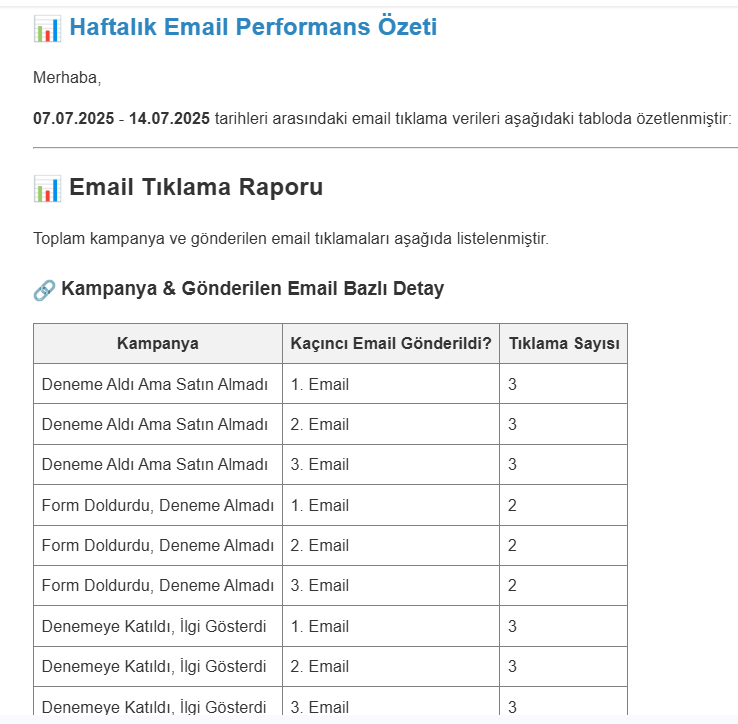 📊 Haftalık Email Performans Özeti
Merhaba,
07.07.2025 - 14.07.2025 tarihleri arasındaki email tıklama verileri aşağıdaki tabloda özetlenmiştir:
📊 Email Tıklama Raporu
Toplam kampanya ve gönderilen email tıklamaları aşağıda listelenmiştir.
🔗 Kampanya & Gönderilen Email Bazlı Detay
Kampanya Kaçıncı Email Gönderildi? Tıklama Sayısı
Deneme Aldı Ama Satın Almadı 1. Email 3
Deneme Aldı Ama Satın Almadı 2. Email 3
Deneme Aldı Ama Satın Almadı 3. Email 3
Form Doldurdu, Deneme Almadı 1. Email 2
Form Doldurdu, Deneme Almadı 2. Email 2
Form Doldurdu, Deneme Almadı 3. Email 2
Denemeye Katıldı, İlgi Gösterdi 1. Email 3
Denemeye Katıldı, İlgi Gösterdi 2. Email 3
Denemeye Katıldı, İlgi Gösterdi 3. Email 3